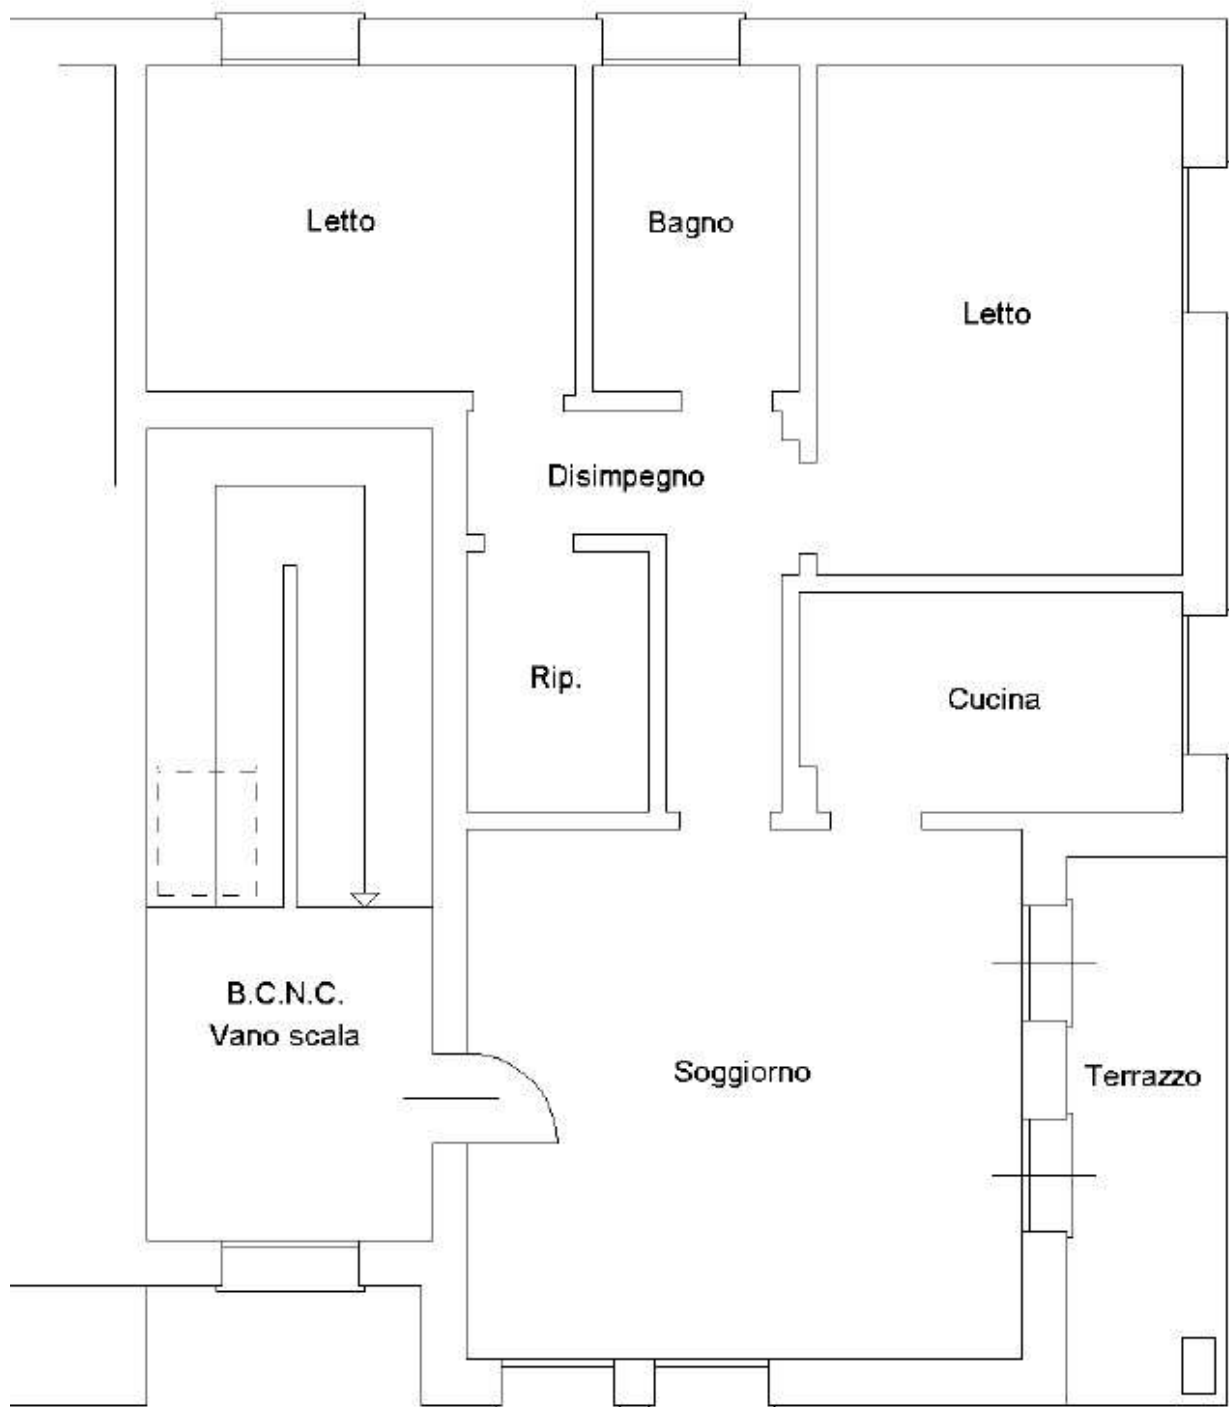 Letto
Bagno
Letto
Disimpegno
Rip.
Cucina
B.C.N.C.
Vano scala
Soggiorno
Terrazzo